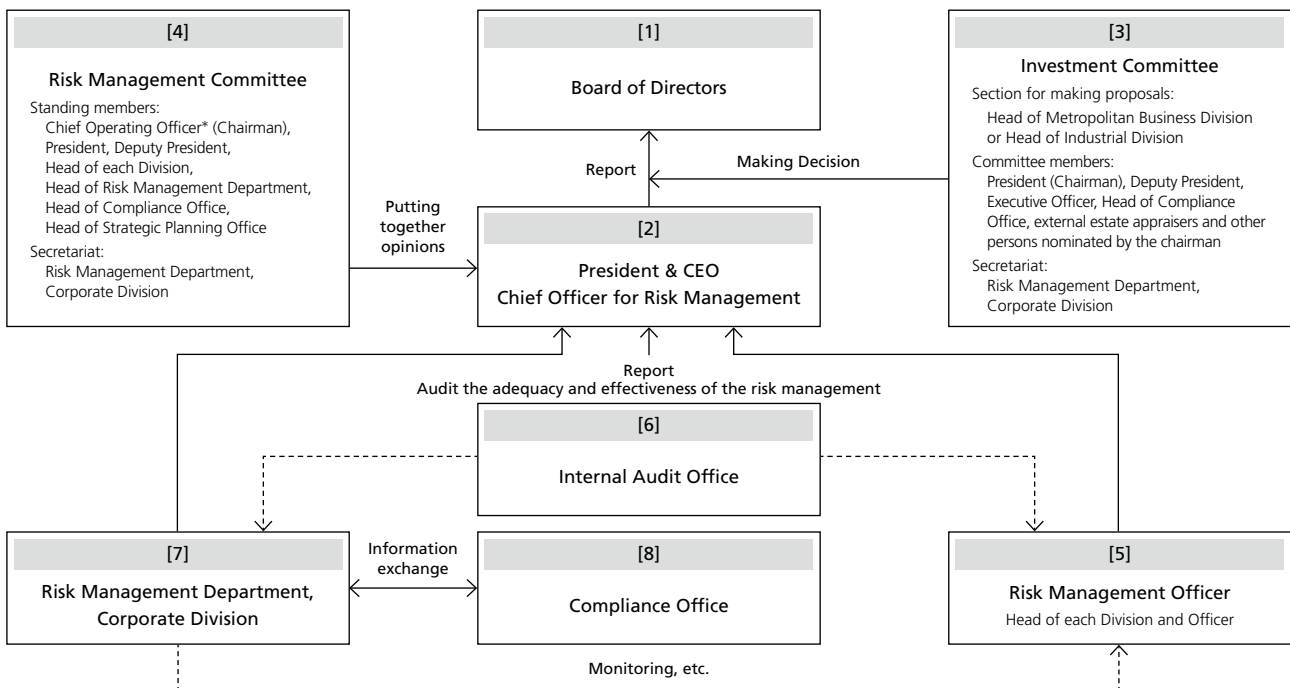 [4]
Risk Management Committee
Standing members:
Chief Operating Officer* (Chairman),
President, Deputy President,
Head of each Division,
Head of Risk Management Department,
Head of Compliance Office,
Head of Strategic Planning Office
Secretariat:
Risk Management Department,
Corporate Division
[1]
Board of Directors
[3]
Investment Committee
Section for making proposals:
Head of Metropolitan Business Division
or Head of Industrial Division
Committee members:
President (Chairman), Deputy President,
Executive Officer, Head of Compliance
Office, external estate appraisers and other
persons nominated by the chairman
Secretariat:
Risk Management Department,
Corporate Division
Report
Making Decision
Putting
together
opinions
[2]
President & CEO
Chief Officer for Risk Management
Report
Audit the adequacy and effectiveness of the risk management
[6]
Internal Audit Office
[7]
Risk Management Department,
Corporate Division
Information
exchange
[8]
Compliance Office
[5]
Risk Management Officer
Head of each Division and Officer
Monitoring, etc.